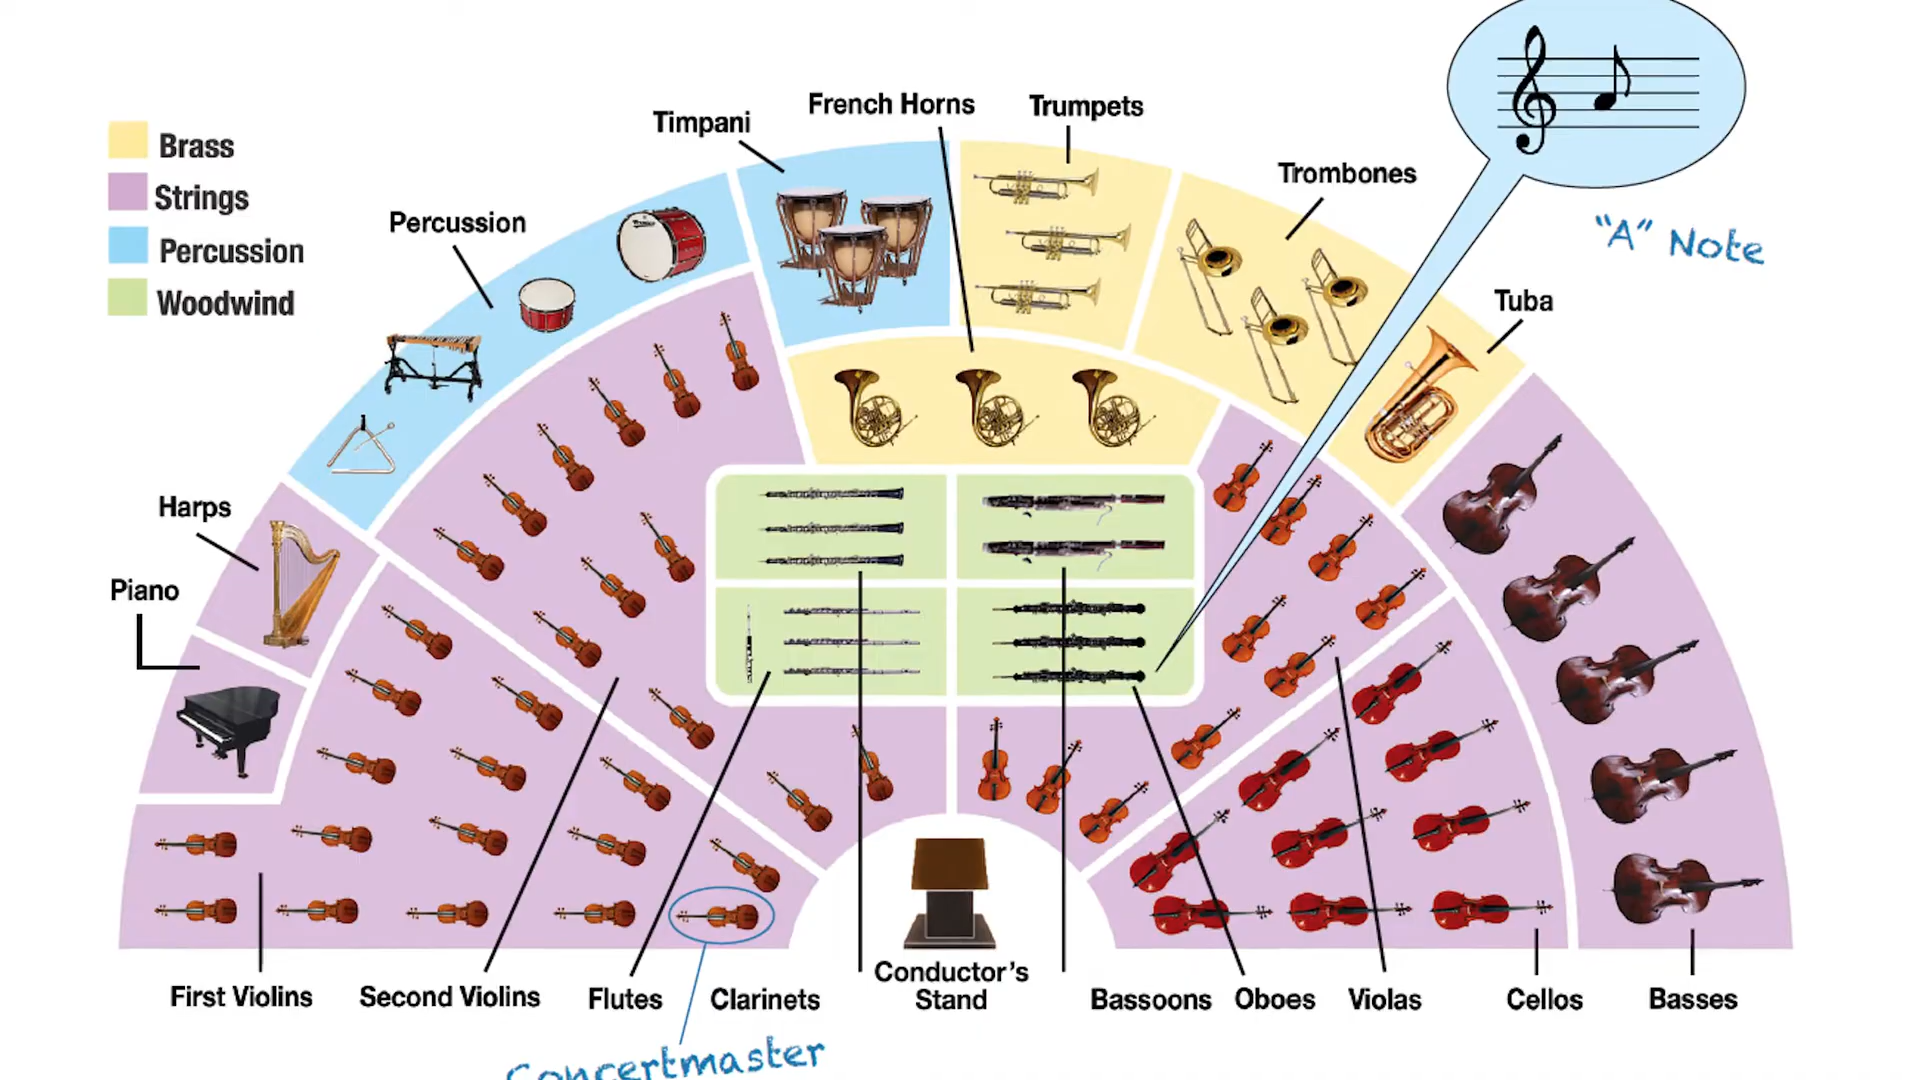 Brass
Strings
Percussion
Woodwind
Timpani
French Horns
Trumpets
Trombones
"A" Note
Tuba
Percussion
Harps
Piano
First Violins
Second Violins
Flutes
Clarinets
Conductor's
Stand
Bassoons
Oboes
Violas
Cellos
Basses
Concertmaster